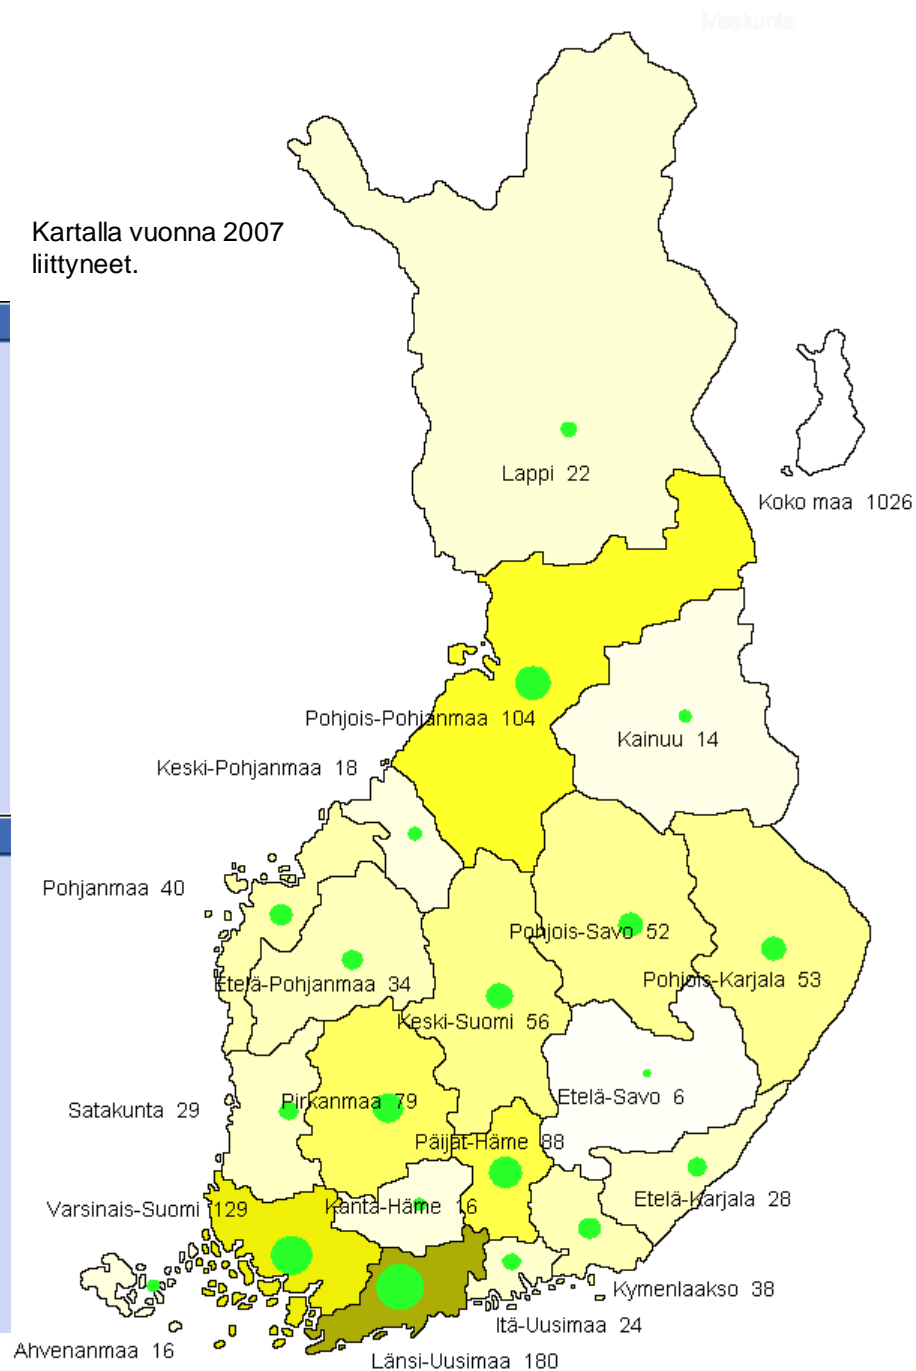 Maakunta
Kartalla vuonna 2007
liittyneet.
Lappi 22
Koko maa 1026
Pohjois-Pohjanmaa 104
Kainuu 14
Keski-Pohjanmaa 18
Pohjanmaa 40
Pohjois-Savo 52
Etelä-Pohjanmaa 34
Pohjois-Karjala 53
Keski-Suomi 56
Etelä-Savo 6
Pirkanmaa 79
Satakunta 29
Päijät-Häme 88
Etelä-Karjala 28
Kanta-Häme 16
Varsinais-Suomi 129
Kymenlaakso 38
Itä-Uusimaa 24
Ahvenanmaa 16
Länsi-Uusimaa 180